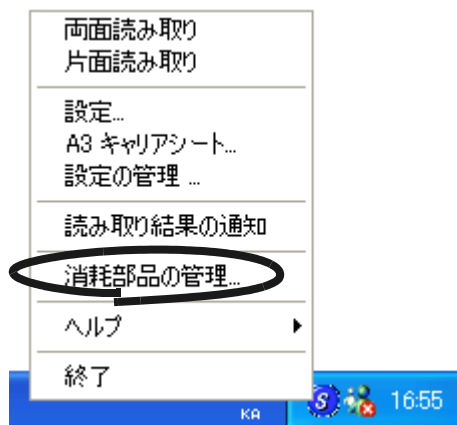 両面読み取り
片面読み取り
設定...
A3 キャリアシート...
設定の管理 ...
読み取り結果の通知
消耗部品の管理...
ヘルプ
終了
KA
S
16:55